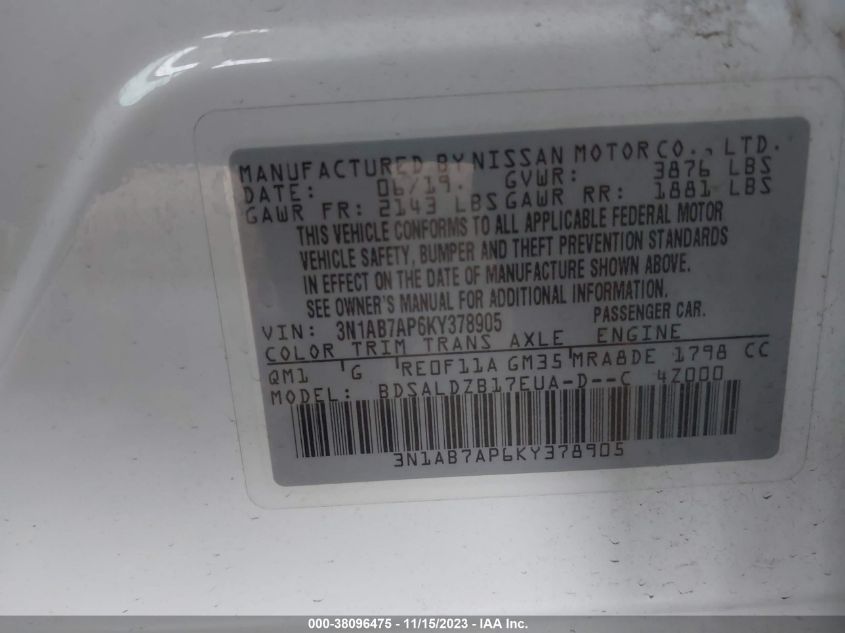 MANUFACTURED BY NISSAN MOTOR CO., LTD.
DATE: 06/19. GVWR: 3876 LBS
GAWR FR: 2143 LBS GAWR RR: 1881 LBS
THIS VEHICLE CONFORMS TO ALL APPLICABLE FEDERAL MOTOR
VEHICLE SAFETY, BUMPER AND THEFT PREVENTION STANDARDS
IN EFFECT ON THE DATE OF MANUFACTURE SHOWN ABOVE.
SEE OWNER'S MANUAL FOR ADDITIONAL INFORMATION.
VIN: 3N1AB7AP6KY378905 PASSENGER CAR.
COLOR TRIM TRANS AXLE ENGINE
QM1 'G RE0F11A GM35 'MRA8DE 1798 CC
MODEL: BDSALDZB17EUA-D--C 4Z000
3N1AB7AP6KY378905
000-38096475 - 11/15/2023 - IAA Inc.